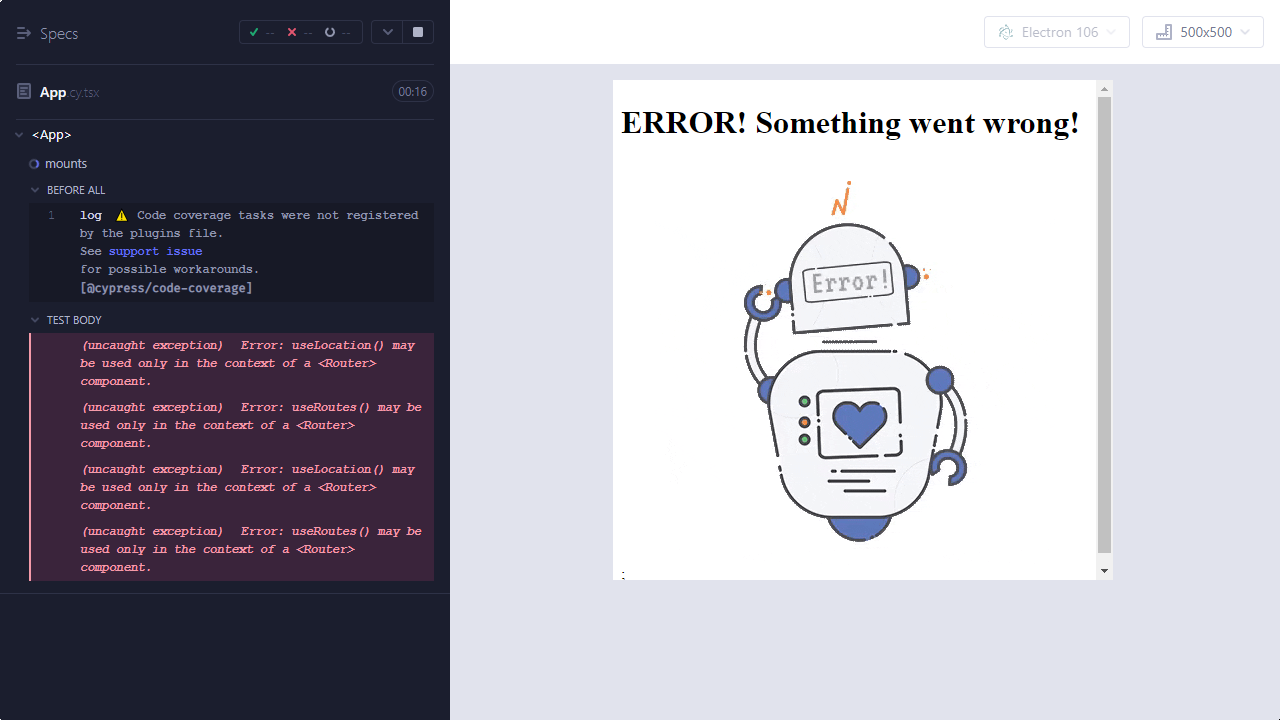 Specs
-- -- --
App.cy.tsx
00:16
<App>
mounts
BEFORE ALL
1 log ⚠ Code coverage tasks were not registered
by the plugins file.
See support issue
for possible workarounds.
[@cypress/code-coverage]
TEST BODY
(uncaught exception) Error: useLocation() may
be used only in the context of a <Router>
component.
(uncaught exception) Error: useRoutes() may be
used only in the context of a <Router>
component.
(uncaught exception) Error: useLocation() may
be used only in the context of a <Router>
component.
(uncaught exception) Error: useRoutes() may be
used only in the context of a <Router>
component.
Electron 106
500x500
ERROR! Something went wrong!
Error!
;